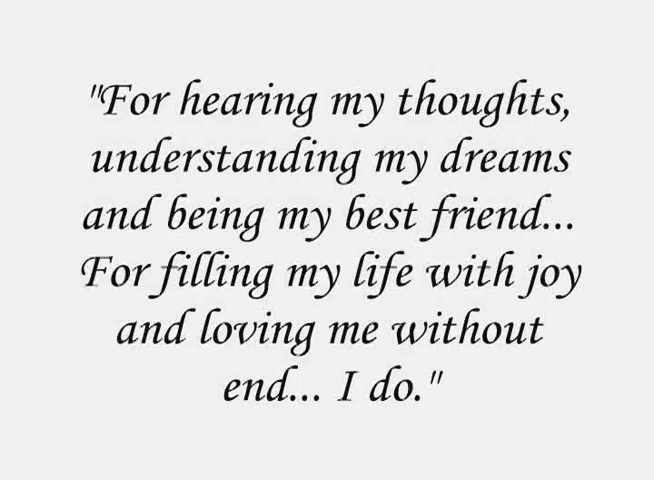 "For hearing my thoughts,
understanding my dreams
and being my best friend...
For filling my life with joy
and loving me without
end... I do."